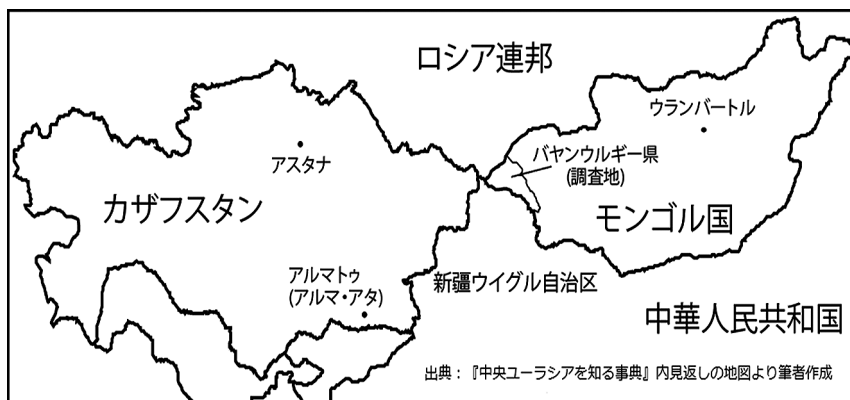 ロシア連邦
ウランバートル
バヤンウルギー県
(調査地)
アスタナ
カザフスタン
モンゴル国
アルマトゥ
(アルマ・アタ)
新疆ウイグル自治区
中華人民共和国
出典：『中央ユーラシアを知る事典』内見返しの地図より筆者作成